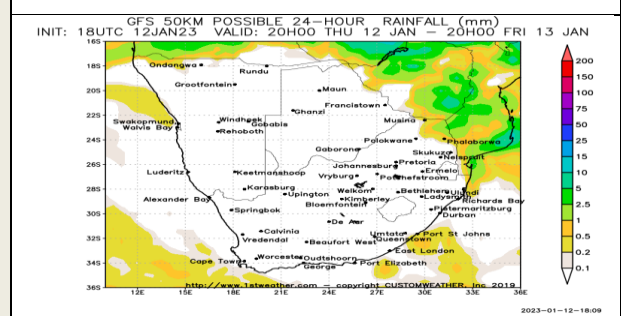 GFS 50KM POSSIBLE 24-HOUR RAINFALL (mm)
INIT: 18UTC 12JAN23 VALID: 20H00 THU 12 JAN - 20H00 FRI 13 JAN
16S
Ondangwa
Rundu
18S
Grootfontein
Maun
20S
Francistown
Ghanzi
Musina
22S
Swakopmund
Windhoek
Gobabis
Walvis Bay
Rehoboth
24S
Polokwane
Phalaborwa
Gaborone
Skukuza
Pretoria
Nelspruit
Johannesburg
26S
Luderitz
Keetmanshoop
Vryburg
Potchefstroom
Ermelo
Karasburg
Upington
Welkom
Bethlehem
Ulundi
28S
Alexander Bay
Kimberley
Ladysmith
Richards Bay
Bloemfontein
Springbok
Pietermaritzburg
30S
Durban
De Aar
Calvinia
Umtata
Port St Johns
32S
Vredendal
Beaufort West
Queenstown
East London
Cape Town
Worcester
Oudtshoorn
34S
George
Port Elizabeth
http://www.1stweather.com - copyright CUSTOMWEATHER, Inc 2019
36S
12E 15E 18E 21E 24E 27E 30E 33E 36E
200
150
100
75
50
25
15
10
5
2.5
1
0.5
0.2
0.1
2023-01-12-18:09